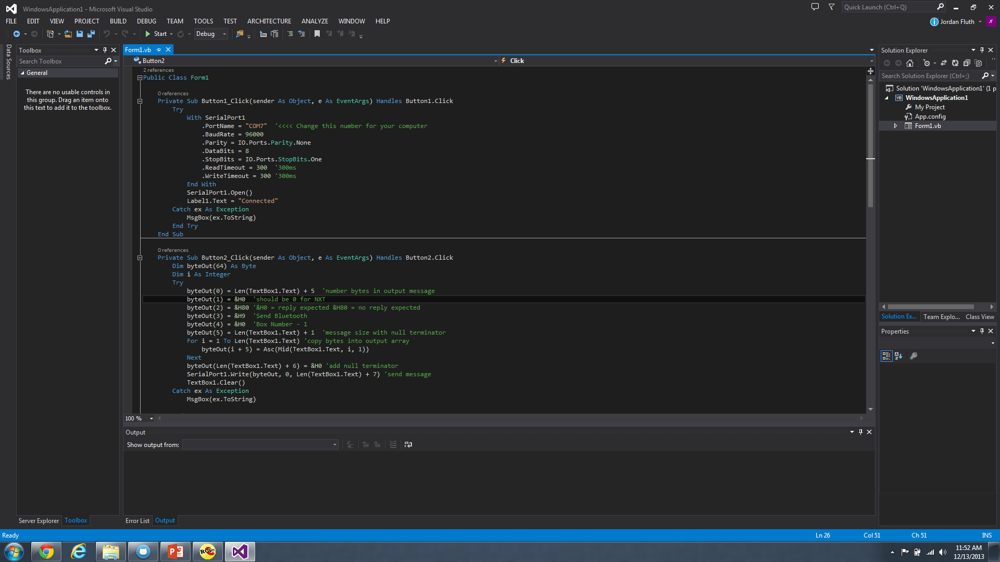 WindowsApplication1 - Microsoft Visual Studio
Quick Launch (Ctrl+Q)
FILE EDIT VIEW PROJECT BUILD DEBUG TEAM TOOLS TEST ARCHITECTURE ANALYZE WINDOW HELP
Jordan Fluth
JF
Start Debug
Data Sources
Toolbox
Search Toolbox
General
There are no usable controls in
this group. Drag an item onto
this text to add it to the toolbox.
Server Explorer Toolbox
Form1.vb
Button2 Click
2 references
Public Class Form1
0 references
Private Sub Button1_Click(sender As Object, e As EventArgs) Handles Button1.Click
Try
With SerialPort1
.PortName = "COM7" '<<<< Change this number for your computer
.BaudRate = 96000
.Parity = IO.Ports.Parity.None
.DataBits = 8
.StopBits = IO.Ports.StopBits.One
.ReadTimeout = 300 '300ms
.WriteTimeout = 300 '300ms
End With
SerialPort1.Open()
Label1.Text = "Connected"
Catch ex As Exception
MsgBox(ex.ToString)
End Try
End Sub
0 references
Private Sub Button2_Click(sender As Object, e As EventArgs) Handles Button2.Click
Dim byteOut(64) As Byte
Dim i As Integer
Try
byteOut(0) = Len(TextBox1.Text) + 5 'number bytes in output message
byteOut(1) = &H0 'should be 0 for NXT
byteOut(2) = &H80 '&H0 = reply expected &H80 = no reply expected
byteOut(3) = &H9 'Send Bluetooth
byteOut(4) = &H0 'Box Number - 1
byteOut(5) = Len(TextBox1.Text) + 1 'message size with null terminator
For i = 1 To Len(TextBox1.Text) 'copy bytes into output array
byteOut(i + 5) = Asc(Mid(TextBox1.Text, i, 1))
Next
byteOut(Len(TextBox1.Text) + 6) = &H0 'add null terminator
SerialPort1.Write(byteOut, 0, Len(TextBox1.Text) + 7) 'send message
TextBox1.Clear()
Catch ex As Exception
MsgBox(ex.ToString)
100 %
Output
Show output from:
Error List Output
Solution Explorer
Search Solution Explorer (Ctrl+;)
Solution 'WindowsApplication1' (1 p
VB WindowsApplication1
My Project
App.config
Form1.vb
Solution Ex... Team Explo... Class View
Properties
Ready
Ln 26 Col 51 Ch 51 INS
ROBOT
11:52 AM
12/13/2013